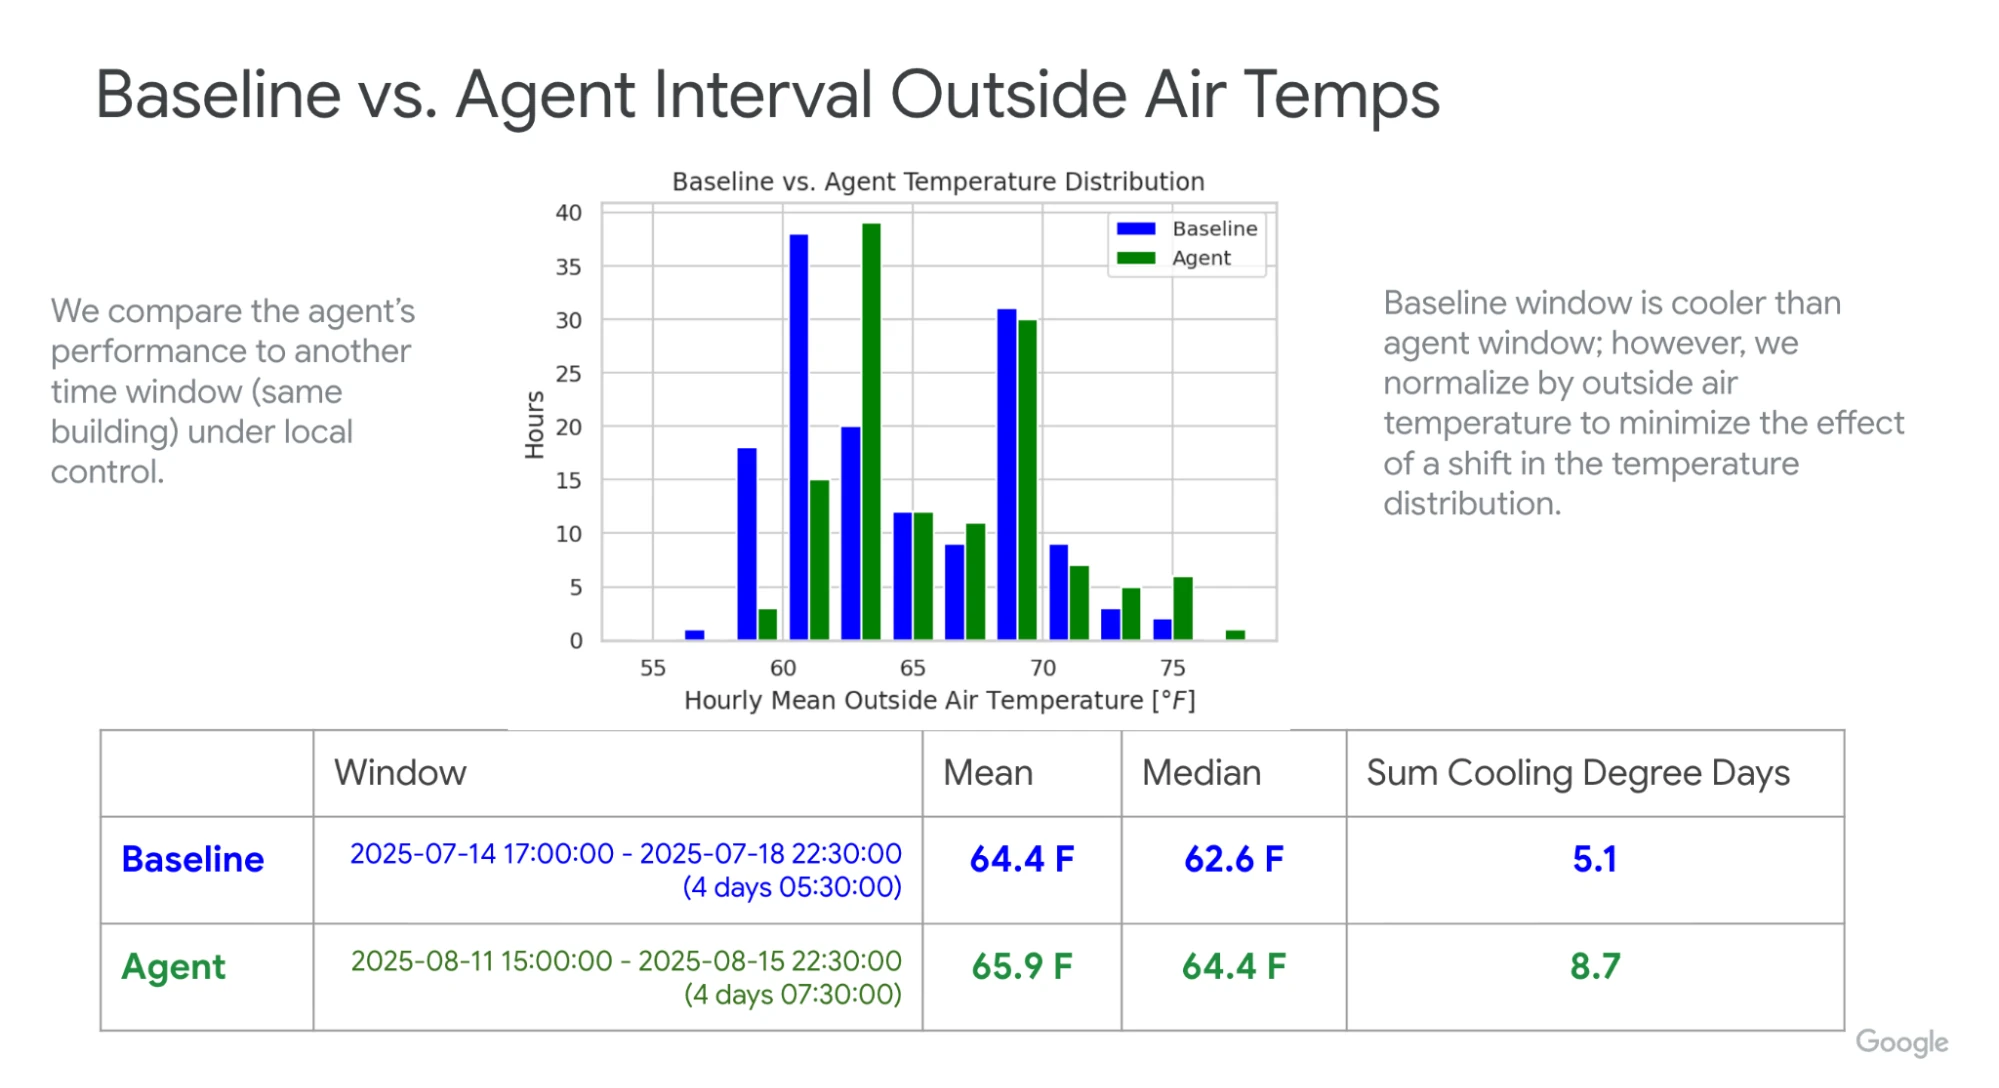 Baseline vs. Agent Interval Outside Air Temps
We compare the agent’s
performance to another
time window (same
building) under local
control.
Baseline vs. Agent Temperature Distribution
Hours
40
35
30
25
20
15
10
5
0
Baseline
Agent
55 60 65 70 75
Hourly Mean Outside Air Temperature [°F]
Baseline window is cooler than
agent window; however, we
normalize by outside air
temperature to minimize the effect
of a shift in the temperature
distribution.
Window Mean Median Sum Cooling Degree Days
Baseline 2025-07-14 17:00:00 - 2025-07-18 22:30:00 64.4 F 62.6 F 5.1
(4 days 05:30:00)
Agent 2025-08-11 15:00:00 - 2025-08-15 22:30:00 65.9 F 64.4 F 8.7
(4 days 07:30:00)
Google